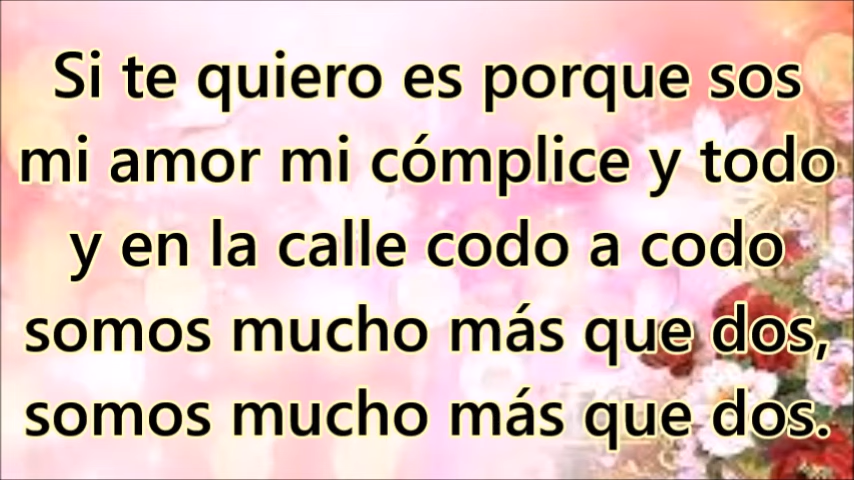 Si te quiero es porque sos
mi amor mi cómplice y todo
y en la calle codo a codo
somos mucho más que dos,
somos mucho más que dos.